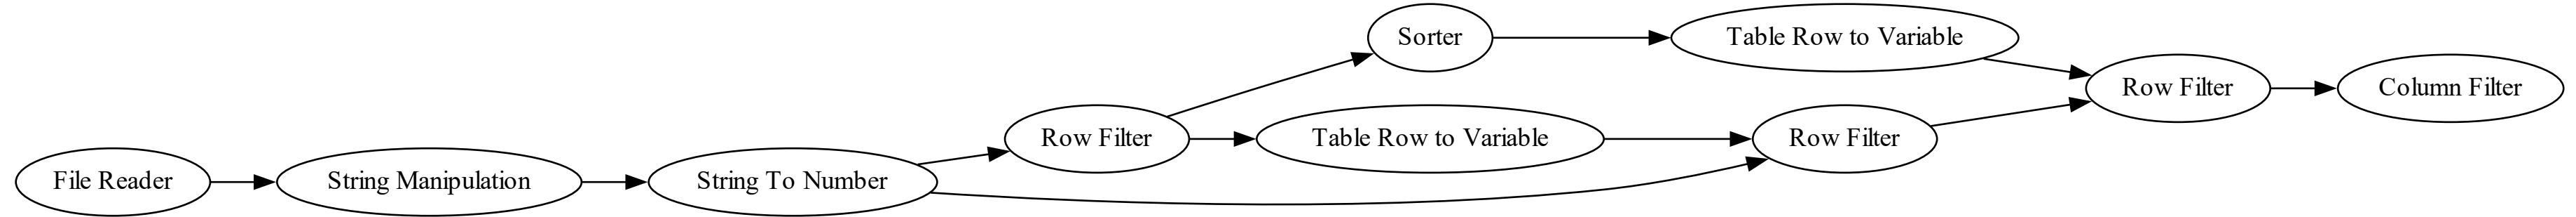 File Reader
String Manipulation
String To Number
Row Filter
Sorter
Table Row to Variable
Table Row to Variable
Row Filter
Row Filter
Column Filter